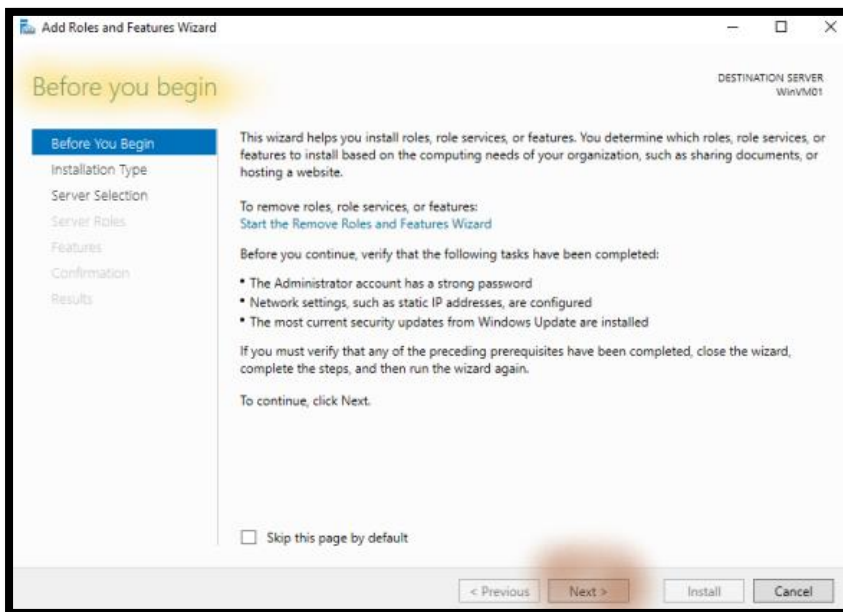 Add Roles and Features Wizard
Before you begin
DESTINATION SERVER
WinVM01
Before You Begin
Installation Type
Server Selection
Server Roles
Features
Confirmation
Results
This wizard helps you install roles, role services, or features. You determine which roles, role services, or
features to install based on the computing needs of your organization, such as sharing documents, or
hosting a website.
To remove roles, role services, or features:
Start the Remove Roles and Features Wizard
Before you continue, verify that the following tasks have been completed:
• The Administrator account has a strong password
• Network settings, such as static IP addresses, are configured
• The most current security updates from Windows Update are installed
If you must verify that any of the preceding prerequisites have been completed, close the wizard,
complete the steps, and then run the wizard again.
To continue, click Next.
Skip this page by default
< Previous
Next >
Install
Cancel